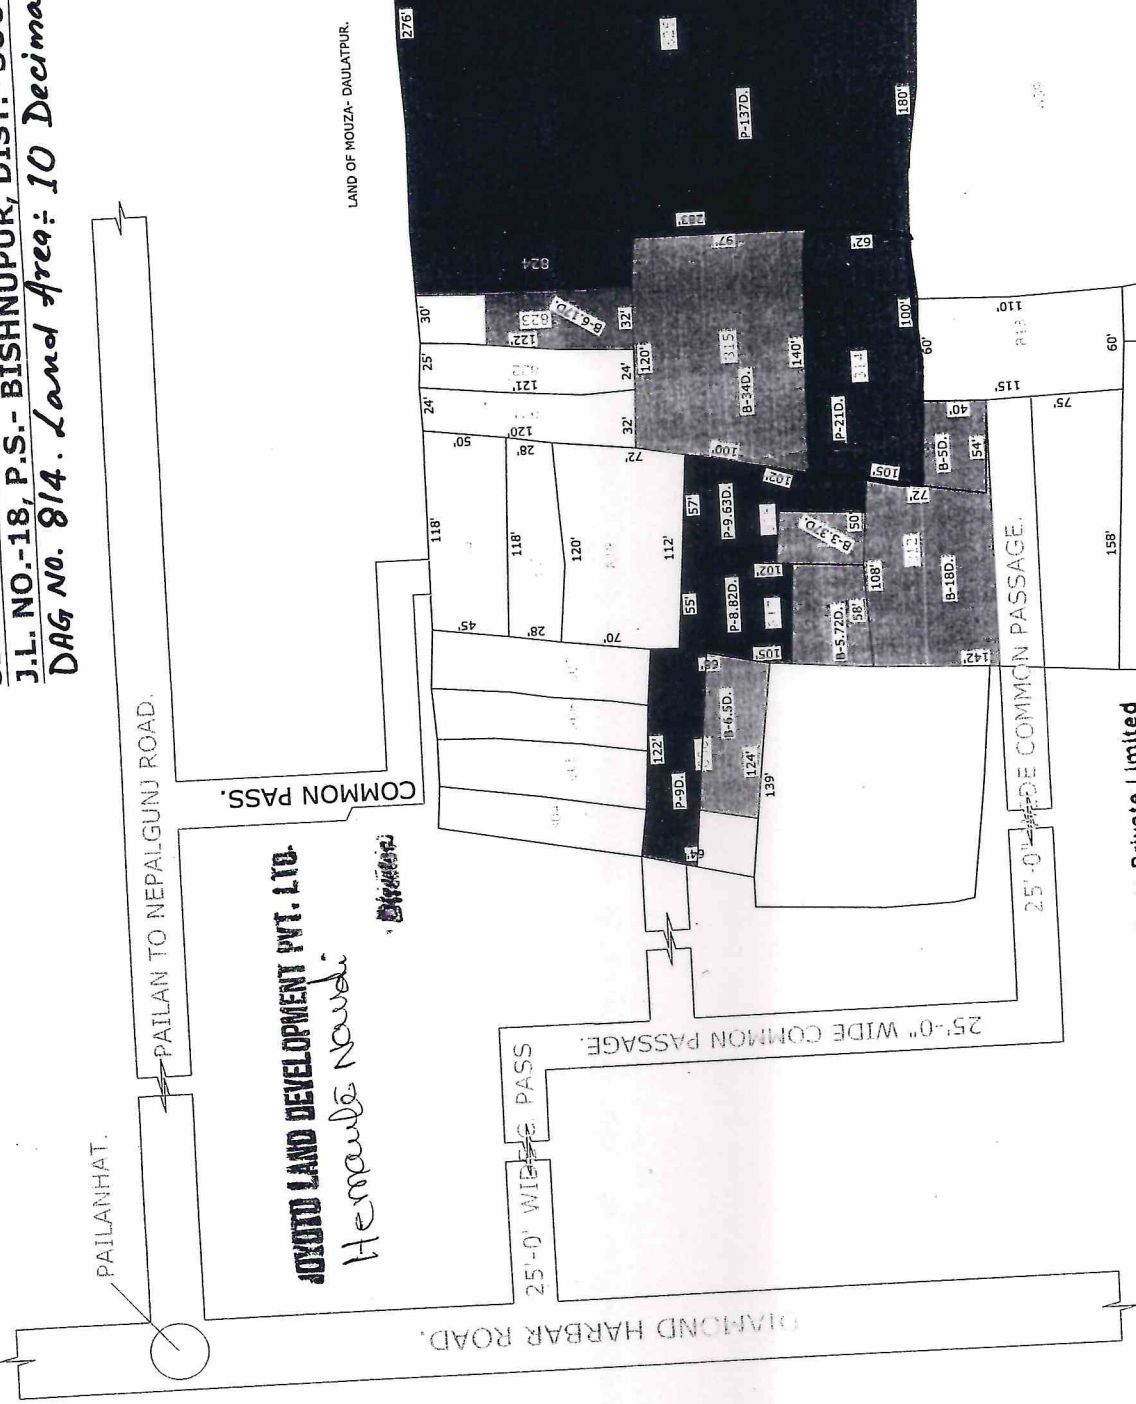 J.L. NO.-18, P.S.- BISHNUPUR, DIST.-
DAG NO. 814. Land Area÷ 10 Decima
LAND OF MOUZA- DAULATPUR.
PAILAN TO NEPALGUNJ ROAD.
PAILANHAT.
COMMON PASS.
JOYOTO LAND DEVELOPMENT PVT. LTD.
Director
25'-0' WIDE C. PASS
25'-0" WIDE COMMON PASSAGE.
DIAMOND HARBAR ROAD.
25'-0" WIDE COMMON PASSAGE.
Private Limited
276'
P-137D.
180'
283'
824
97'
62'
30'
823
B-6.17D.
122'
32'
25'
121'
24'
120'
315
B-34D.
140'
100'
314
P-21D.
60'
110'
115'
60'
24'
120'
32'
100'
50'
28'
72'
102'
105'
B-5D.
40'
54'
75'
118'
118'
120'
112'
57'
P-9.63D.
B-3.37D.
50'
72'
108'
B-18D.
158'
45'
28'
70'
55'
P-8.82D.
102'
105'
B-5.72D.
58'
142'
122'
P-9D.
B-6.5D.
124'
139'
64'